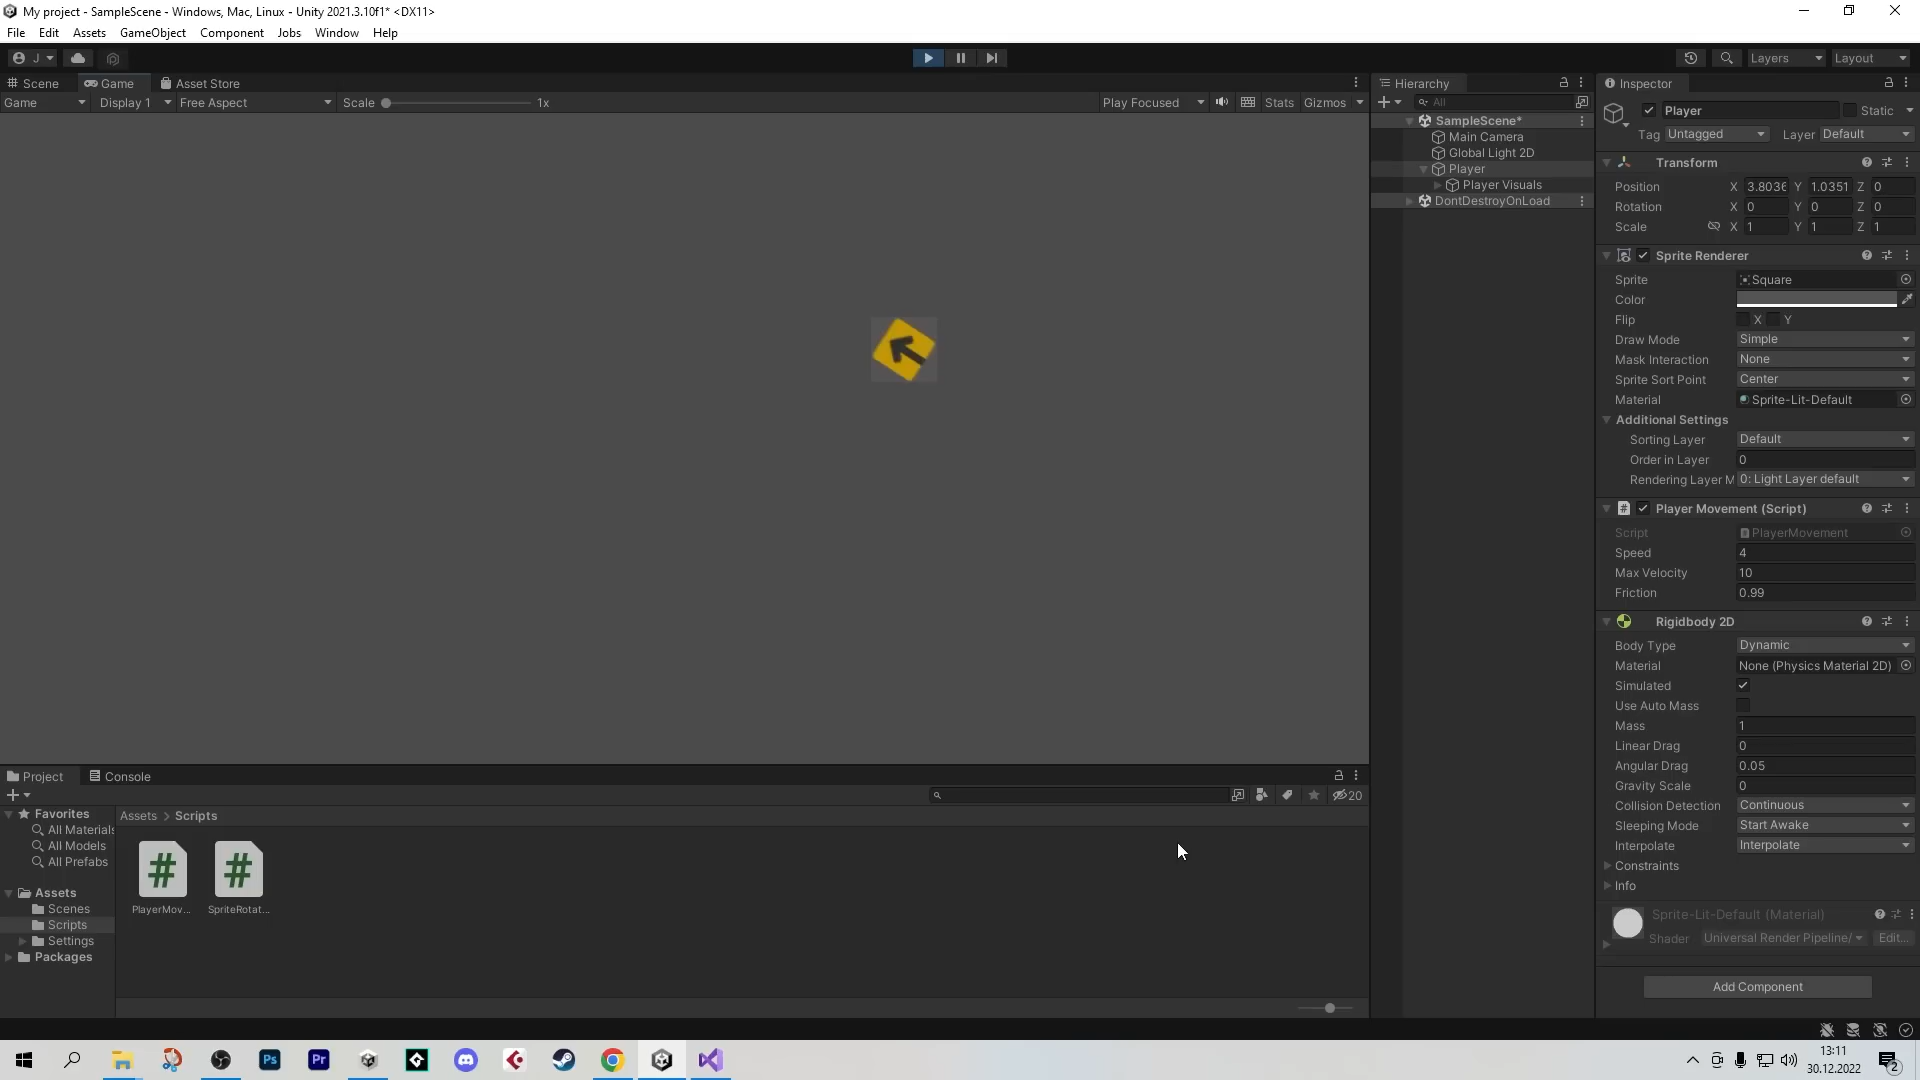 My project - SampleScene - Windows, Mac, Linux - Unity 2021.3.10f1* <DX11>
File Edit Assets GameObject Component Jobs Window Help
J Layers Layout
Scene Game Asset Store
Game Display 1 Free Aspect Scale 1x Play Focused Stats Gizmos
Hierarchy
All
SampleScene*
Main Camera
Global Light 2D
Player
Player Visuals
DontDestroyOnLoad
Inspector
Player Static
Tag Untagged Layer Default
Transform
Position X 3.8036 Y 1.0351 Z 0
Rotation X 0 Y 0 Z 0
Scale X 1 Y 1 Z 1
Sprite Renderer
Sprite Square
Color
Flip X Y
Draw Mode Simple
Mask Interaction None
Sprite Sort Point Center
Material Sprite-Lit-Default
Additional Settings
Sorting Layer Default
Order in Layer 0
Rendering Layer M 0: Light Layer default
# Player Movement (Script)
Script PlayerMovement
Speed 4
Max Velocity 10
Friction 0.99
Rigidbody 2D
Body Type Dynamic
Material None (Physics Material 2D)
Simulated
Use Auto Mass
Mass 1
Linear Drag 0
Angular Drag 0.05
Gravity Scale 0
Collision Detection Continuous
Sleeping Mode Start Awake
Interpolate Interpolate
Constraints
Info
Sprite-Lit-Default (Material)
Shader Universal Render Pipeline/ Edit...
Add Component
Project Console
20
Favorites
All Materials
All Models
All Prefabs
Assets
Scenes
Scripts
Settings
Packages
Assets > Scripts
# #
PlayerMov... SpriteRotat...
Ps Pr
13:11
30.12.2022
2